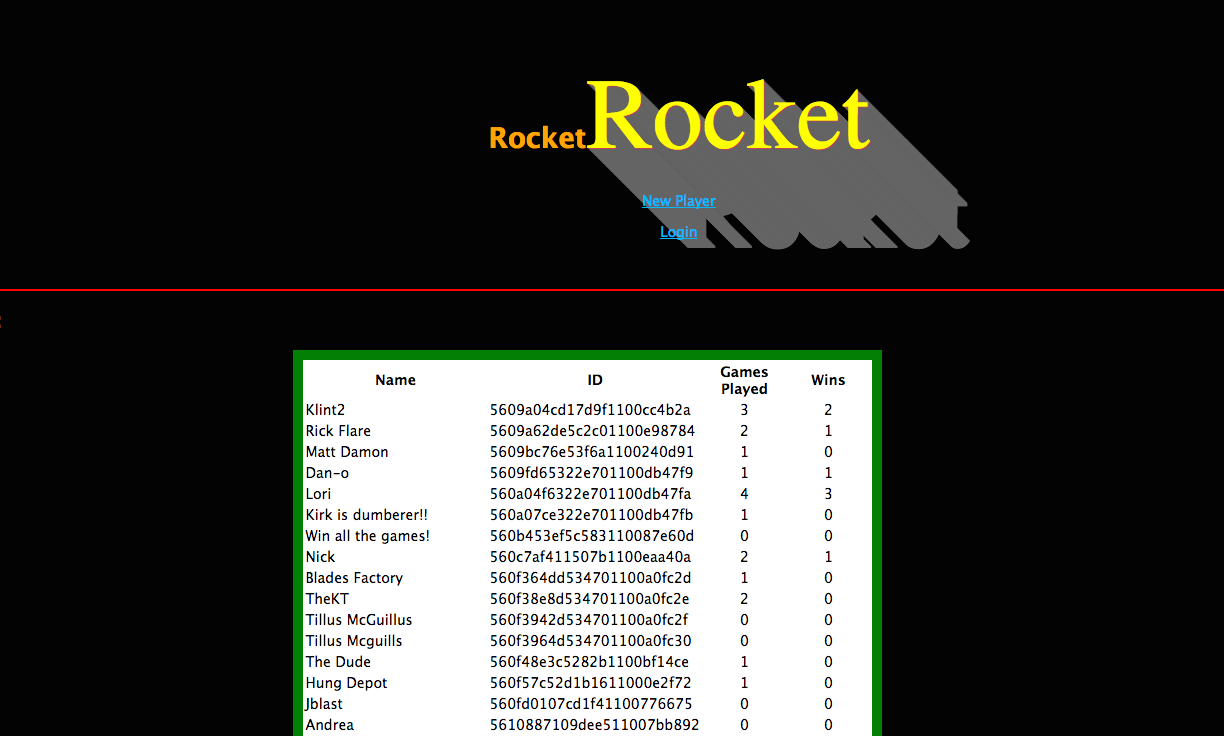 Rocket Rocket
New Player
Login
Name ID Games Played Wins
Klint2 5609a04cd17d9f1100cc4b2a 3 2
Rick Flare 5609a62de5c2c01100e98784 2 1
Matt Damon 5609bc76e53f6a1100240d91 1 0
Dan-o 5609fd65322e701100db47f9 1 1
Lori 560a04f6322e701100db47fa 4 3
Kirk is dumberer!! 560a07ce322e701100db47fb 1 0
Win all the games! 560b453ef5c583110087e60d 0 0
Nick 560c7af411507b1100eaa40a 2 1
Blades Factory 560f364dd534701100a0fc2d 1 0
TheKT 560f38e8d534701100a0fc2e 2 0
Tillus McGuillus 560f3942d534701100a0fc2f 0 0
Tillus Mcguills 560f3964d534701100a0fc30 0 0
The Dude 560f48e3c5282b1100bf14ce 1 0
Hung Depot 560f57c52d1b1611000e2f72 1 0
Jblast 560fd0107cd1f41100776675 0 0
Andrea 5610887109dee511007bb892 0 0